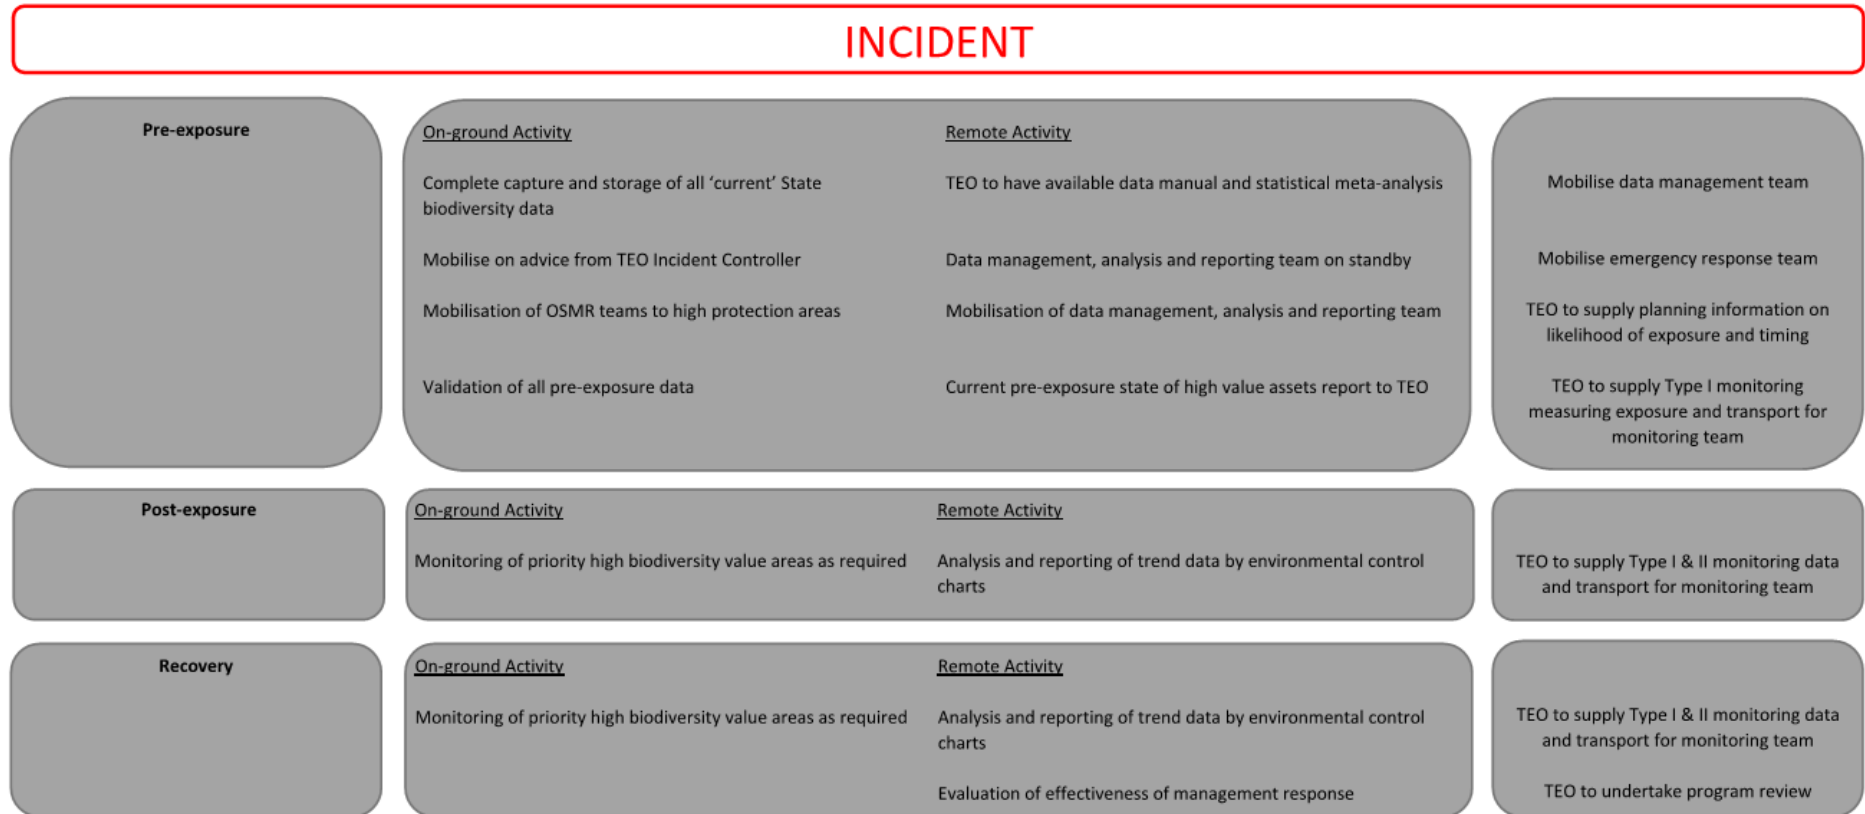 INCIDENT
Pre-exposure
On-ground Activity
Complete capture and storage of all ‘current’ State
biodiversity data
Mobilise on advice from TEO Incident Controller
Mobilisation of OSMR teams to high protection areas
Validation of all pre-exposure data
Remote Activity
TEO to have available data manual and statistical meta-analysis
Data management, analysis and reporting team on standby
Mobilisation of data management, analysis and reporting team
Current pre-exposure state of high value assets report to TEO
Mobilise data management team
Mobilise emergency response team
TEO to supply planning information on
likelihood of exposure and timing
TEO to supply Type I monitoring
measuring exposure and transport for
monitoring team
Post-exposure
On-ground Activity
Monitoring of priority high biodiversity value areas as required
Remote Activity
Analysis and reporting of trend data by environmental control
charts
TEO to supply Type I & II monitoring data
and transport for monitoring team
Recovery
On-ground Activity
Monitoring of priority high biodiversity value areas as required
Remote Activity
Analysis and reporting of trend data by environmental control
charts
Evaluation of effectiveness of management response
TEO to supply Type I & II monitoring data
and transport for monitoring team
TEO to undertake program review